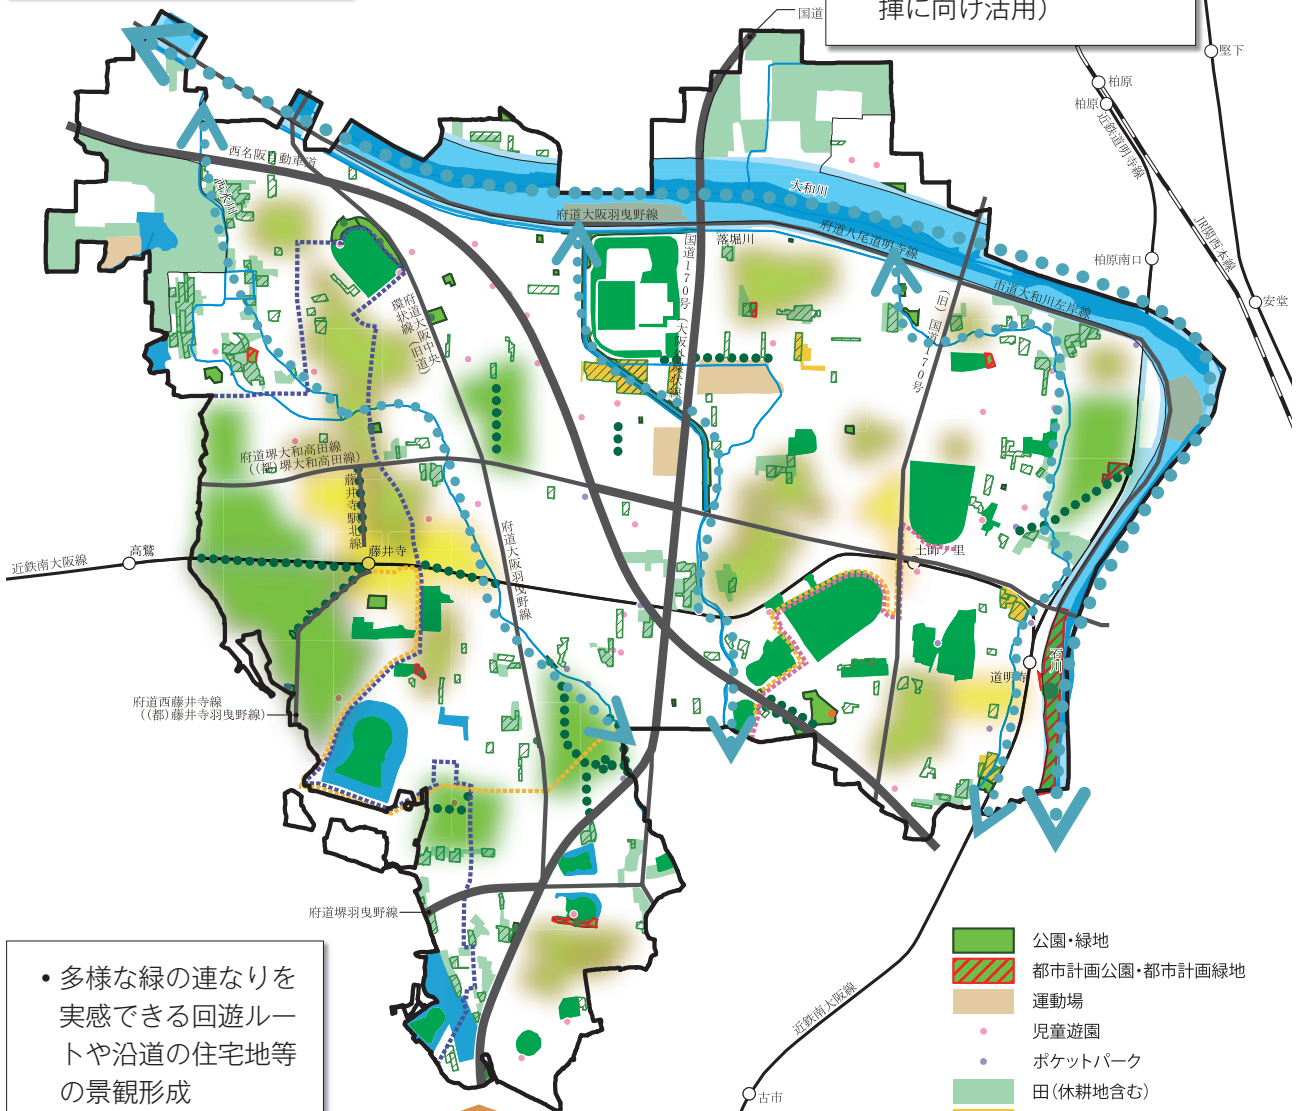 国道
揮に向け活用）
堅下
柏原
柏原
近鉄道明寺線
JR関西本線
西名阪自動車道
大和川
府道大阪羽曳野線
落堀川
府道八尾道明寺線
柏原南口
市道大和川左岸線
安堂
国道170号（大阪外環状線）
（旧）国道170号
府道大阪中央
環状線（旧道）
府道堺大和高田線
（（都）堺大和高田線）
藤井寺駅北線
府道大阪羽曳野線
近鉄南大阪線
高鷲
藤井寺
土師ノ里
道明寺
石川
府道西藤井寺線
（（都）藤井寺羽曳野線）
府道堺羽曳野線
• 多様な緑の連なりを
実感できる回遊ルー
トや沿道の住宅地等
の景観形成
近鉄南大阪線
古市
公園・緑地
都市計画公園・都市計画緑地
運動場
児童遊園
ポケットパーク
田（休耕地含む）